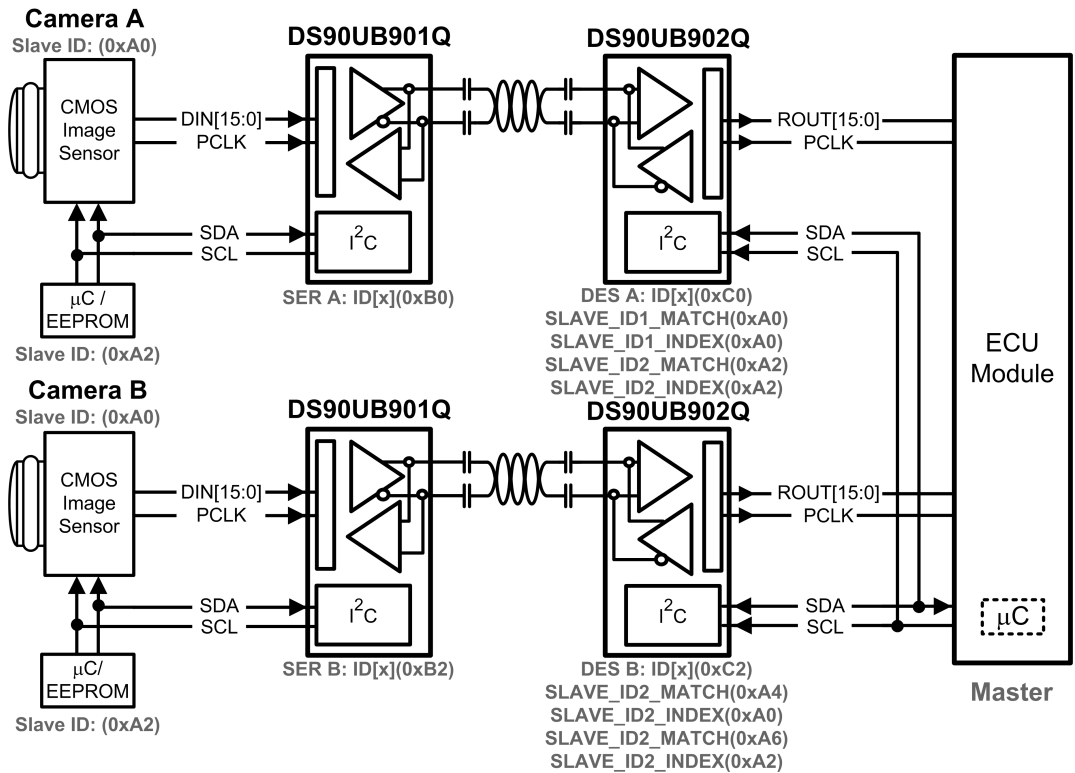 Camera A
Slave ID: (0xA0)
DS90UB901Q
DS90UB902Q
CMOS
Image
Sensor
DIN[15:0]
PCLK
ROUT[15:0]
PCLK
SDA
SCL
I²C
I²C
SDA
SCL
µC /
EEPROM
Slave ID: (0xA2)
SER A: ID[x](0xB0)
DES A: ID[x](0xC0)
SLAVE_ID1_MATCH(0xA0)
SLAVE_ID1_INDEX(0xA0)
SLAVE_ID2_MATCH(0xA2)
SLAVE_ID2_INDEX(0xA2)
ECU
Module
Camera B
Slave ID: (0xA0)
DS90UB901Q
DS90UB902Q
CMOS
Image
Sensor
DIN[15:0]
PCLK
ROUT[15:0]
PCLK
SDA
SCL
I²C
I²C
SDA
SCL
µC
µC/
EEPROM
Slave ID: (0xA2)
SER B: ID[x](0xB2)
DES B: ID[x](0xC2)
SLAVE_ID2_MATCH(0xA4)
SLAVE_ID2_INDEX(0xA0)
SLAVE_ID2_MATCH(0xA6)
SLAVE_ID2_INDEX(0xA2)
Master